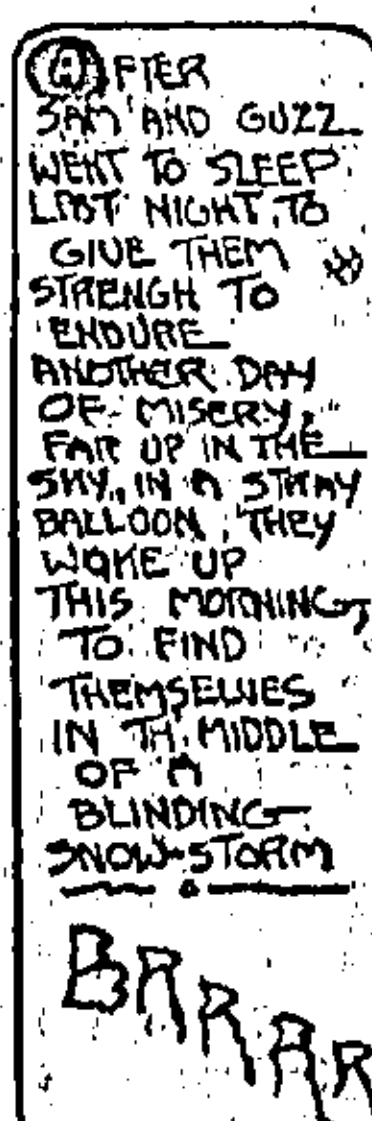 AFTER
SAM AND GUZZ
WENT TO SLEEP
LAST NIGHT, TO
GIVE THEM
STRENGH TO
ENDURE
ANOTHER DAY
OF MISERY,
FAR UP IN THE
SKY, IN A STRAY
BALLOON, THEY
WOKE UP
THIS MORNING,
TO FIND
THEMSELVES
IN TH MIDDLE
OF A
BLINDING
SNOW-STORM
BRRRR